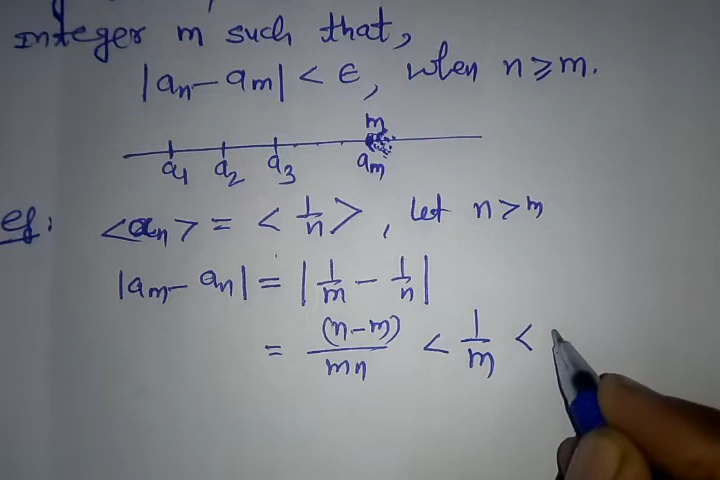 integer m such that,
|an - am| < ϵ, when n ≥ m.
m
a1 a2 a3 am
eg: <an> = < 1/n >, let n > m
|am - an| = | 1/m - 1/n |
= (n-m)/mn < 1/m <